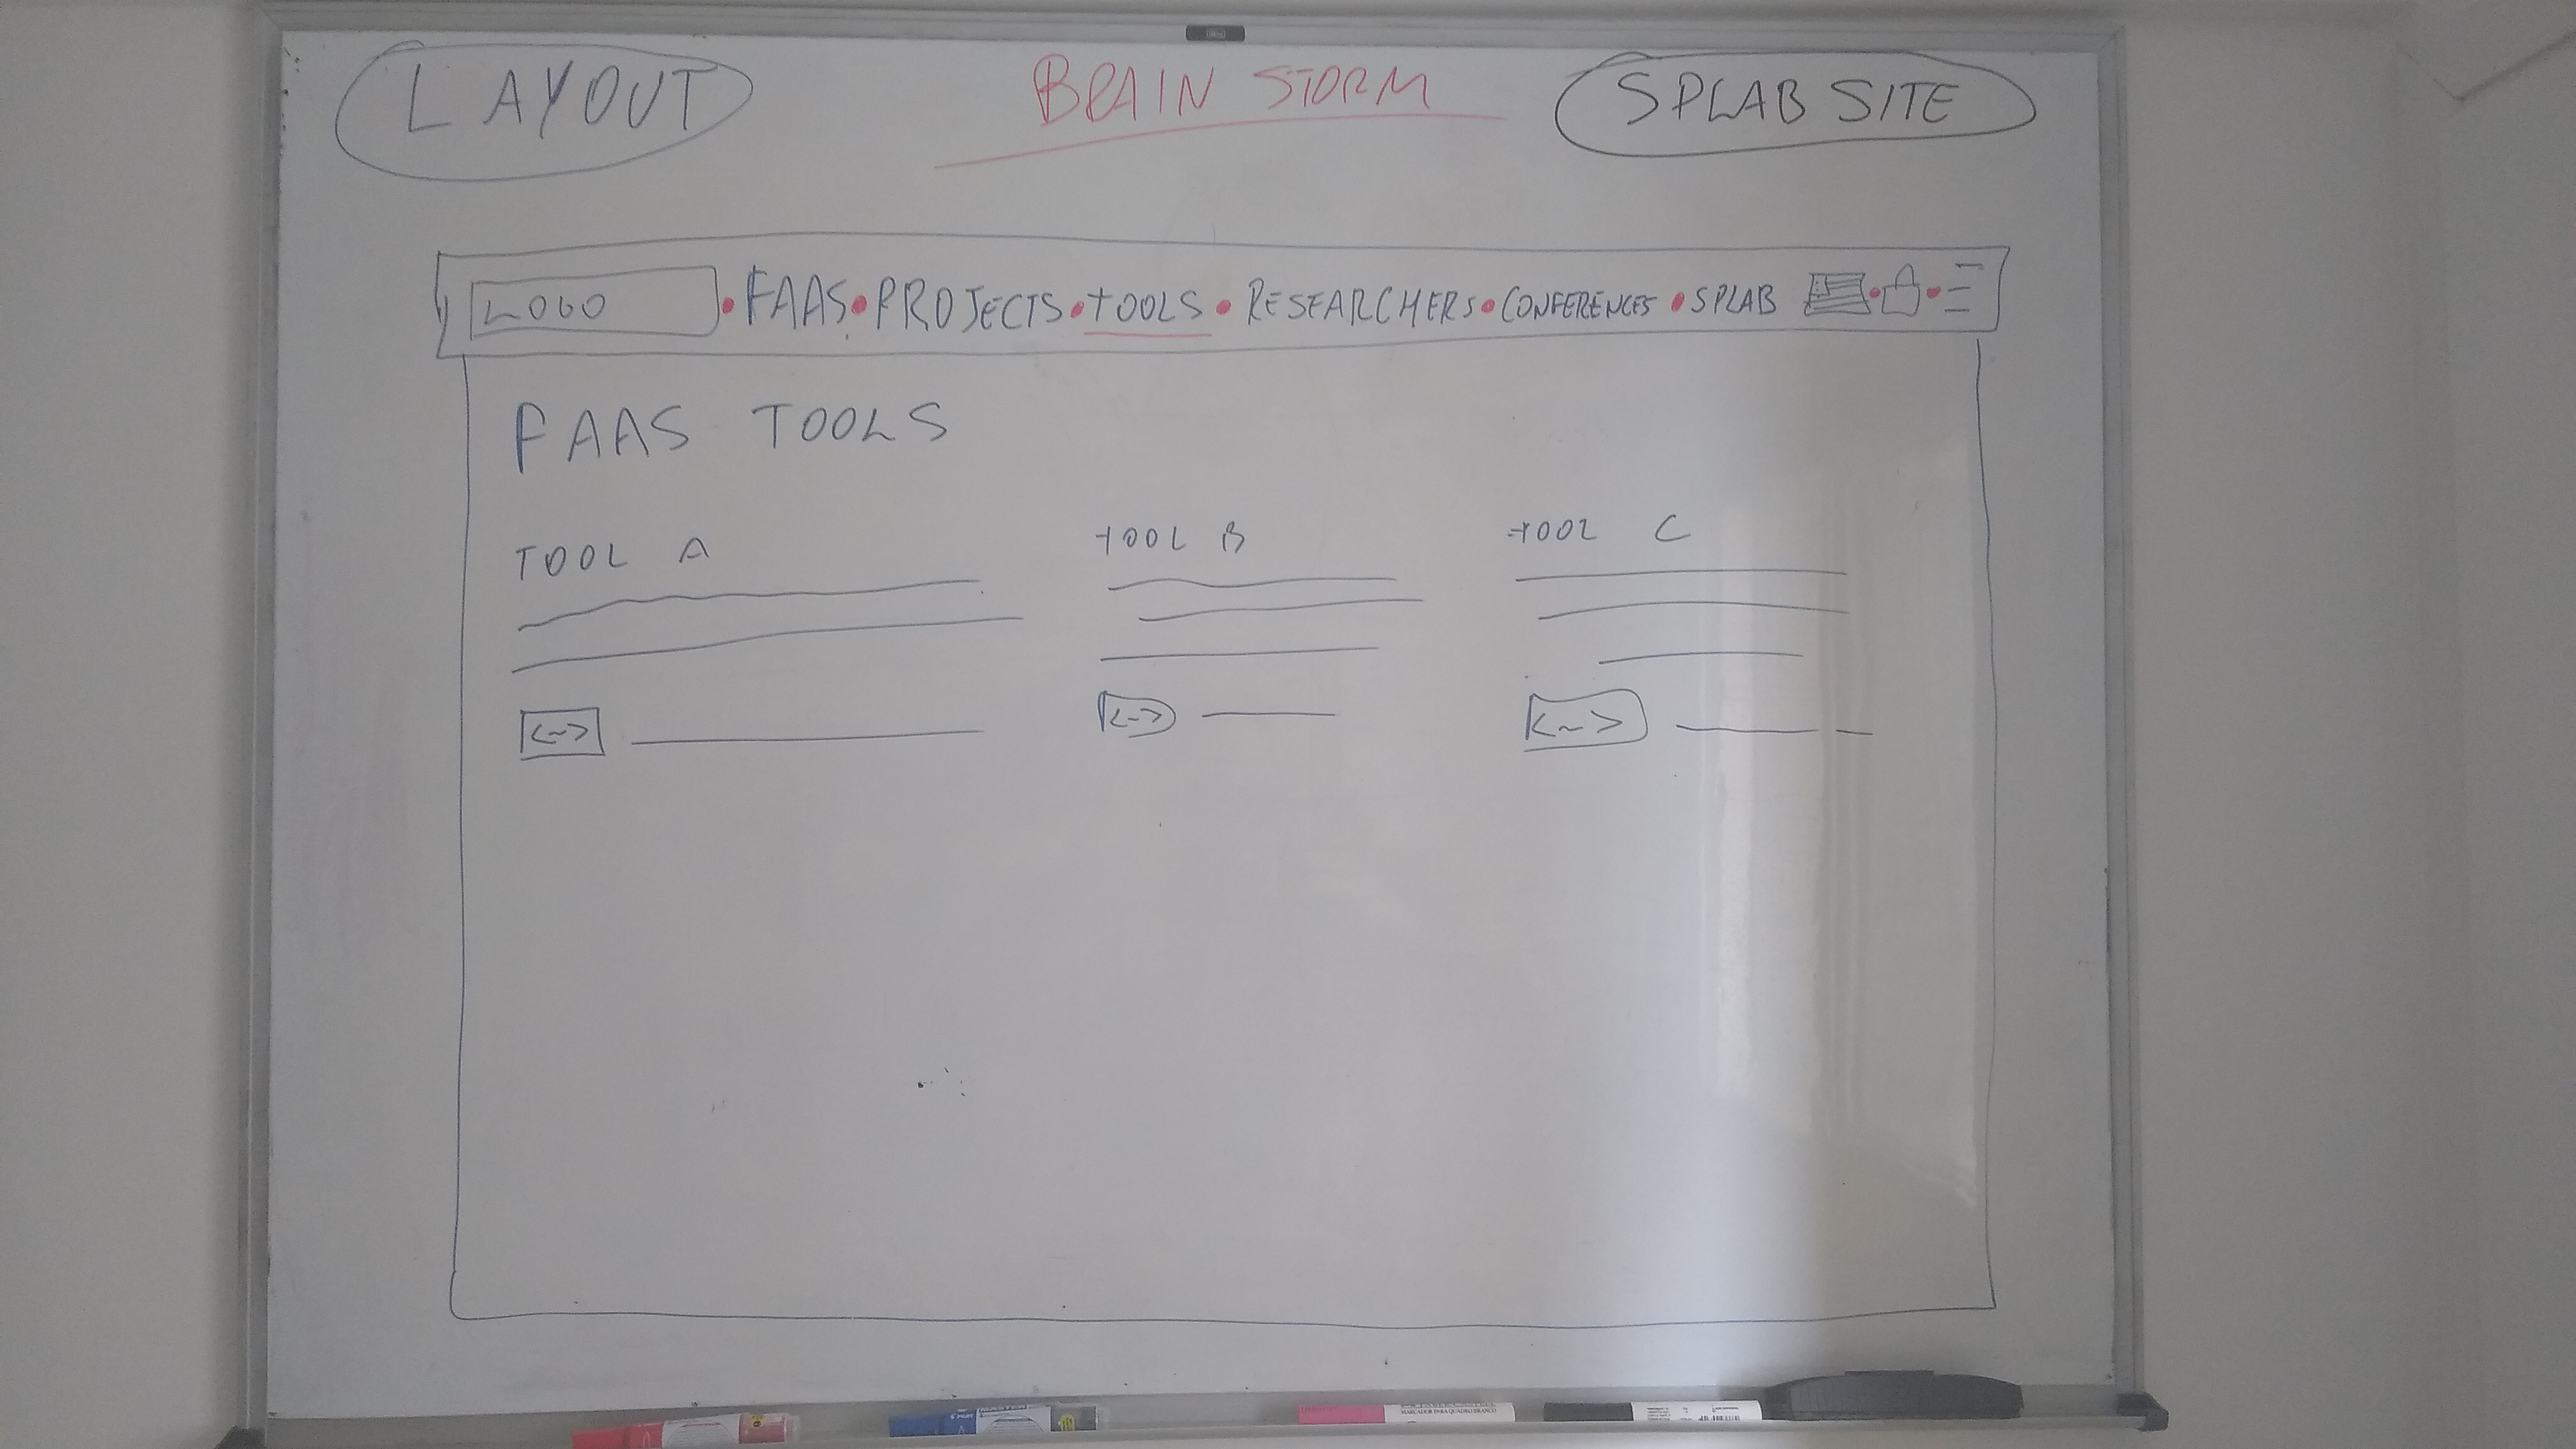 LAYOUT
BRAIN STORM
SPLAB SITE
LOGO • FAAS • PROJECTS • TOOLS • RESEARCHERS • CONFERENCES • SPLAB
FAAS TOOLS
TOOL A
TOOL B
TOOL C
<~>
<~>
<~>
MASTER
MARCADOR PARA QUADRO BRANCO